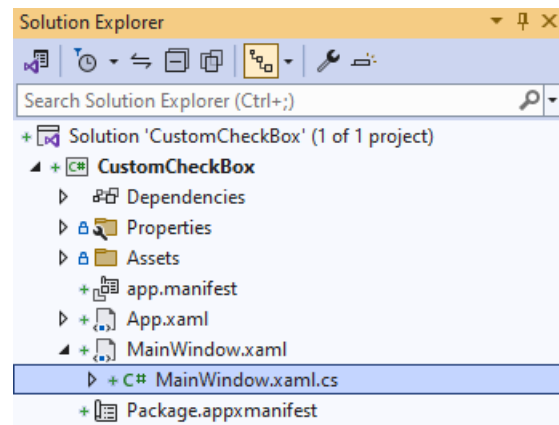 Solution Explorer
Search Solution Explorer (Ctrl+;)
Solution 'CustomCheckBox' (1 of 1 project)
C# CustomCheckBox
Dependencies
Properties
Assets
app.manifest
App.xaml
MainWindow.xaml
C# MainWindow.xaml.cs
Package.appxmanifest